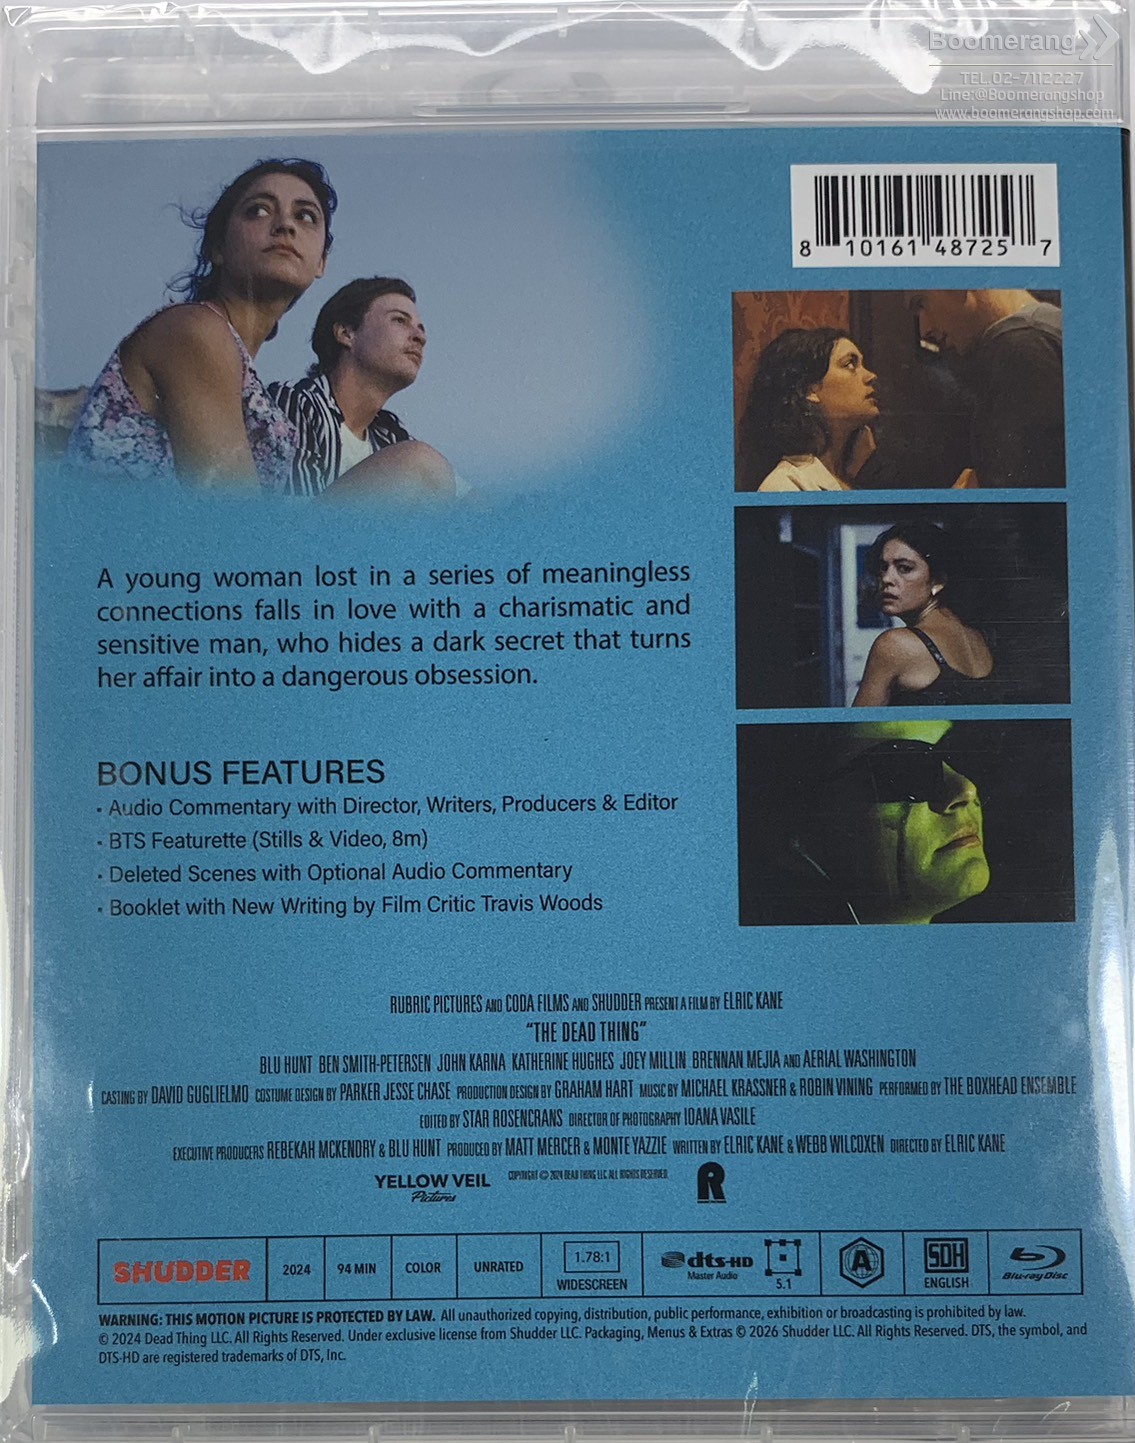 Boomerang
TEL.02-7112227
Line:@Boomerangshop
www.boomerangshop.com
8 10161 48725 7
A young woman lost in a series of meaningless
connections falls in love with a charismatic and
sensitive man, who hides a dark secret that turns
her affair into a dangerous obsession.
BONUS FEATURES
• Audio Commentary with Director, Writers, Producers & Editor
• BTS Featurette (Stills & Video, 8m)
• Deleted Scenes with Optional Audio Commentary
• Booklet with New Writing by Film Critic Travis Woods
RUBRIC PICTURES AND CODA FILMS AND SHUDDER PRESENT A FILM BY ELRIC KANE
"THE DEAD THING"
BLU HUNT BEN SMITH-PETERSEN JOHN KARNA KATHERINE HUGHES JOEY MILLIN BRENNAN MEJIA AND AERIAL WASHINGTON
CASTING BY DAVID GUGLIELMO COSTUME DESIGN BY PARKER JESSE CHASE PRODUCTION DESIGN BY GRAHAM HART MUSIC BY MICHAEL KRASSNER & ROBIN VINING PERFORMED BY THE BOXHEAD ENSEMBLE
EDITED BY STAR ROSENCRANS DIRECTOR OF PHOTOGRAPHY IOANA VASILE
EXECUTIVE PRODUCERS REBEKAH MCKENDRY & BLU HUNT PRODUCED BY MATT MERCER & MONTE YAZZIE WRITTEN BY ELRIC KANE & WEBB WILCOXEN DIRECTED BY ELRIC KANE
YELLOW VEIL
Pictures
COPYRIGHT © 2024 DEAD THING LLC ALL RIGHTS RESERVED
R
SHUDDER
2024
94 MIN
COLOR
UNRATED
1.78:1
WIDESCREEN
dts-HD
Master Audio
5.1
A
SDH
ENGLISH
Blu-ray Disc
WARNING: THIS MOTION PICTURE IS PROTECTED BY LAW. All unauthorized copying, distribution, public performance, exhibition or broadcasting is prohibited by law.
© 2024 Dead Thing LLC. All Rights Reserved. Under exclusive license from Shudder LLC. Packaging, Menus & Extras © 2026 Shudder LLC. All Rights Reserved. DTS, the symbol, and
DTS-HD are registered trademarks of DTS, Inc.